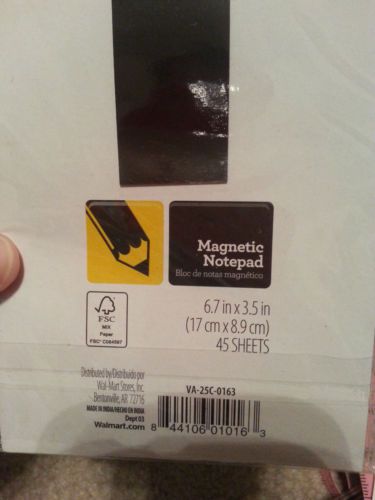 Magnetic
Notepad
Bloc de notas magnético
6.7 in x 3.5 in
(17 cm x 8.9 cm)
45 SHEETS
FSC
MIX
Paper
FSC® C084597
Distributed by/Distribuido por
Wal-Mart Stores, Inc.
Bentonville, AR 72716
MADE IN INDIA/HECHO EN INDIA
Dept 03
Walmart.com
VA-25C-0163
8 44106 01016 3